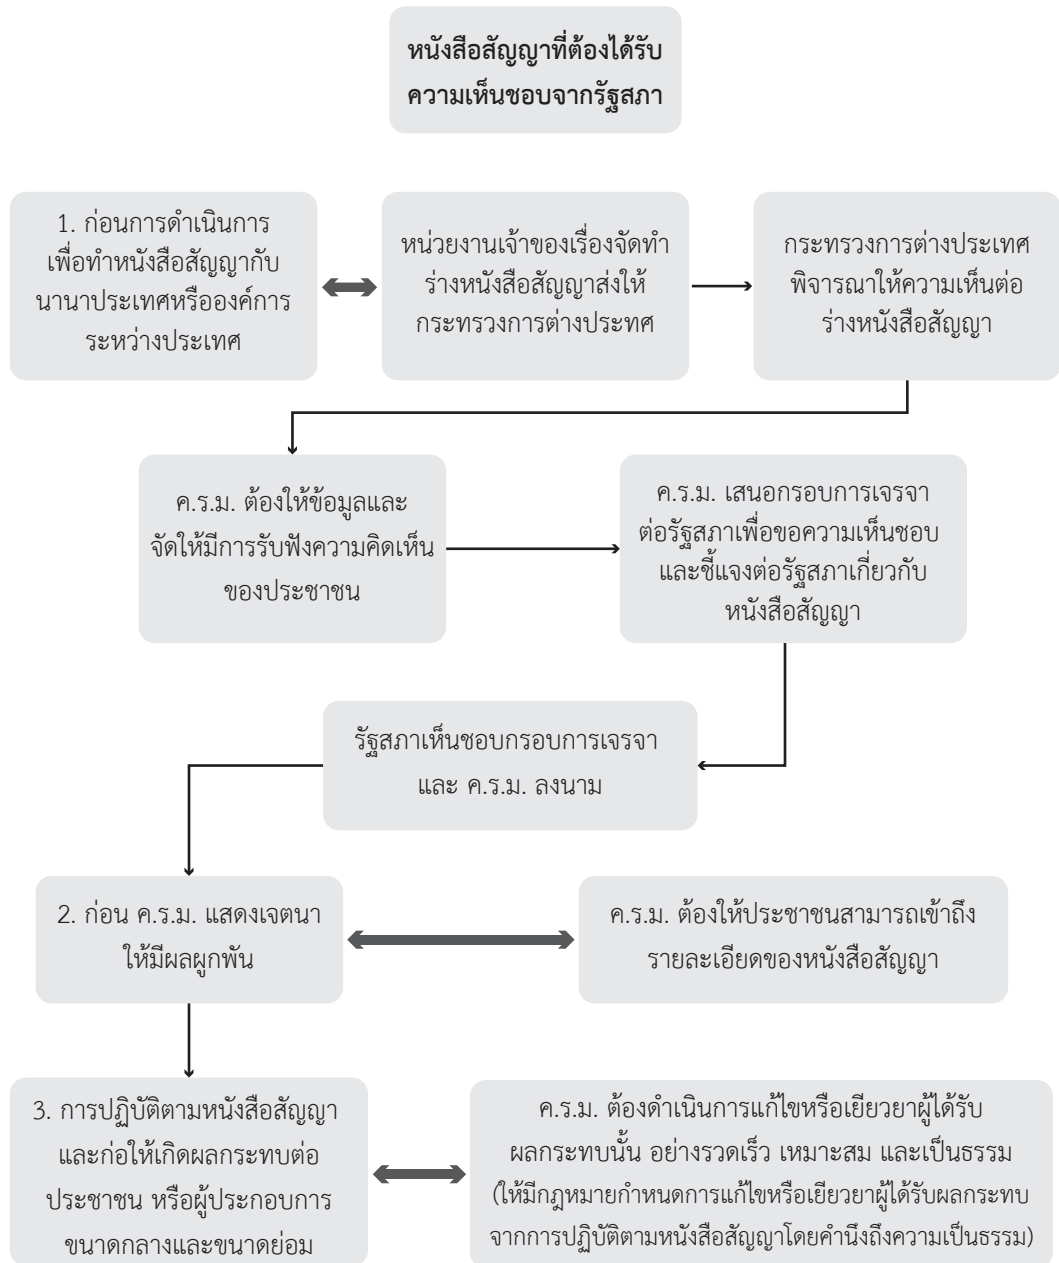 หนังสือสัญญาที่ต้องได้รับ
ความเห็นชอบจากรัฐสภา
1. ก่อนการดำเนินการ
เพื่อทำหนังสือสัญญากับ
นานาประเทศหรือองค์การ
ระหว่างประเทศ
หน่วยงานเจ้าของเรื่องจัดทำ
ร่างหนังสือสัญญาส่งให้
กระทรวงการต่างประทศ
กระทรวงการต่างประเทศ
พิจารณาให้ความเห็นต่อ
ร่างหนังสือสัญญา
ค.ร.ม. ต้องให้ข้อมูลและ
จัดให้มีการรับฟังความคิดเห็น
ของประชาชน
ค.ร.ม. เสนอกรอบการเจรจา
ต่อรัฐสภาเพื่อขอความเห็นชอบ
และชี้แจงต่อรัฐสภาเกี่ยวกับ
หนังสือสัญญา
รัฐสภาเห็นชอบกรอบการเจรจา
และ ค.ร.ม. ลงนาม
2. ก่อน ค.ร.ม. แสดงเจตนา
ให้มีผลผูกพัน
ค.ร.ม. ต้องให้ประชาชนสามารถเข้าถึง
รายละเอียดของหนังสือสัญญา
3. การปฏิบัติตามหนังสือสัญญา
และก่อให้เกิดผลกระทบต่อ
ประชาชน หรือผู้ประกอบการ
ขนาดกลางและขนาดย่อม
ค.ร.ม. ต้องดำเนินการแก้ไขหรือเยียวยาผู้ได้รับ
ผลกระทบนั้น อย่างรวดเร็ว เหมาะสม และเป็นธรรม
(ให้มีกฎหมายกำหนดการแก้ไขหรือเยียวยาผู้ได้รับผลกระทบ
จากการปฏิบัติตามหนังสือสัญญาโดยคำนึงถึงความเป็นธรรม)